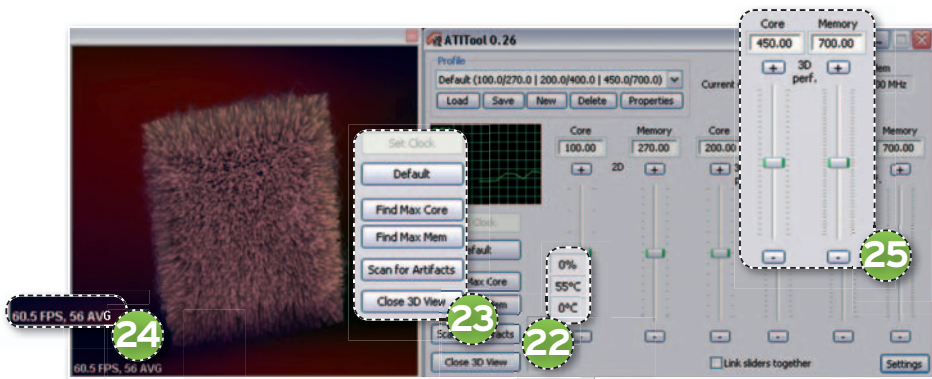 ATITool 0.26
Profile
Default (100.0/270.0 | 200.0/400.0 | 450.0/700.0)
Load Save New Delete Properties
Current
MHz
Core Memory Core Memory
100.00 270.00 200.00 700.00
+ 2D + + +
Core Memory
450.00 700.00
+ 3D +
perf.
- -
25
Set Clock
Default
Find Max Core
Find Max Mem
Scan for Artifacts
Close 3D View
23
0%
55°C
0°C
22
- - - - - -
60.5 FPS, 56 AVG
24
60.5 FPS, 56 AVG
Close 3D View
Link sliders together
Settings